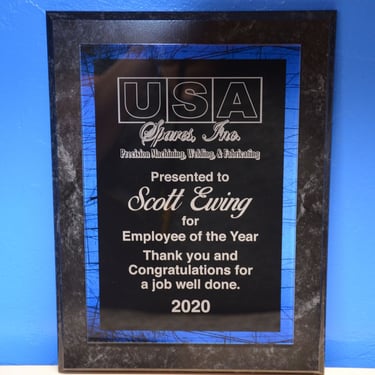 USA
Spares, Inc.
Precision Machining, Welding, & Fabricating
Presented to
Scott Ewing
for
Employee of the Year
Thank you and
Congratulations for
a job well done.
2020